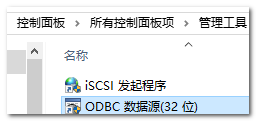 控制面板 > 所有控制面板项 > 管理工具
名称
iSCSI 发起程序
ODBC 数据源(32 位)